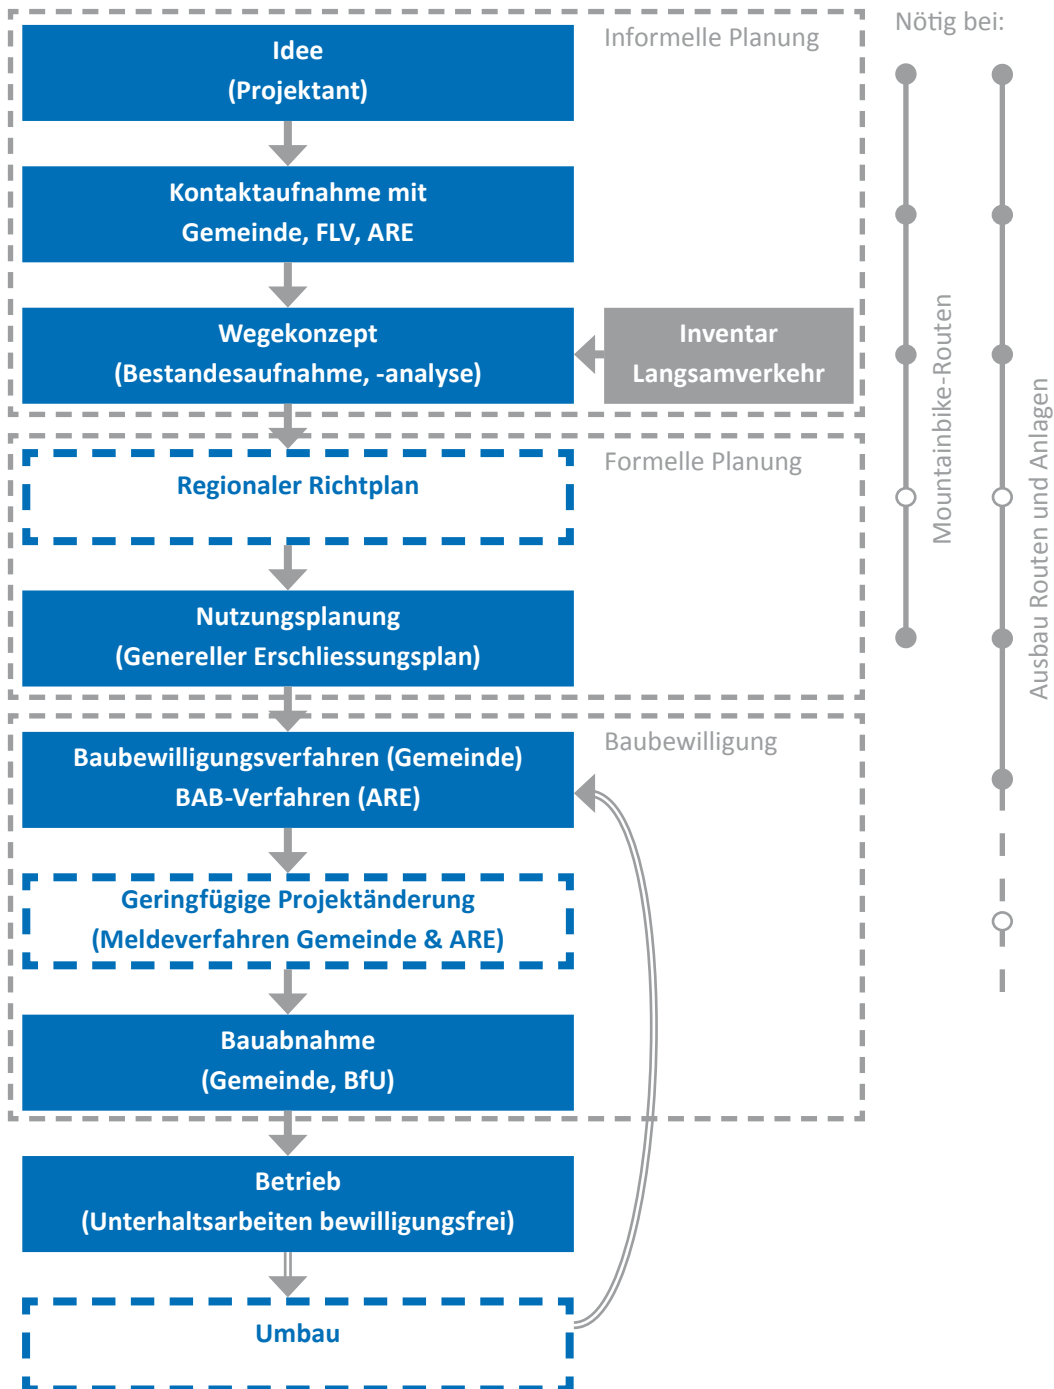 Informelle Planung
Nötig bei:
Idee
(Projektant)
Kontaktaufnahme mit
Gemeinde, FLV, ARE
Wegekonzept
(Bestandesaufnahme, -analyse)
Inventar
Langsamverkehr
Mountainbike-Routen
Ausbau Routen und Anlagen
Formelle Planung
Regionaler Richtplan
Nutzungsplanung
(Genereller Erschliessungsplan)
Baubewilligung
Baubewilligungsverfahren (Gemeinde)
BAB-Verfahren (ARE)
Geringfügige Projektänderung
(Meldeverfahren Gemeinde & ARE)
Bauabnahme
(Gemeinde, BfU)
Betrieb
(Unterhaltsarbeiten bewilligungsfrei)
Umbau